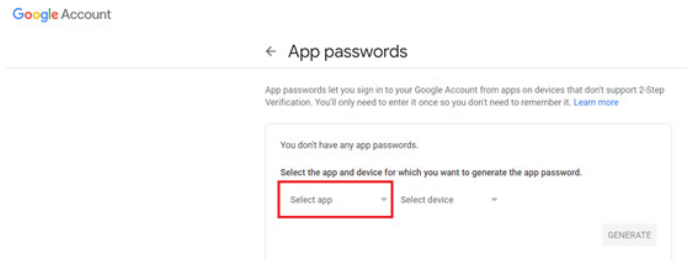 Google Account
← App passwords
App passwords let you sign in to your Google Account from apps on devices that don't support 2-Step
Verification. You'll only need to enter it once so you don't need to remember it. Learn more
You don't have any app passwords.
Select the app and device for which you want to generate the app password.
Select app Select device
GENERATE